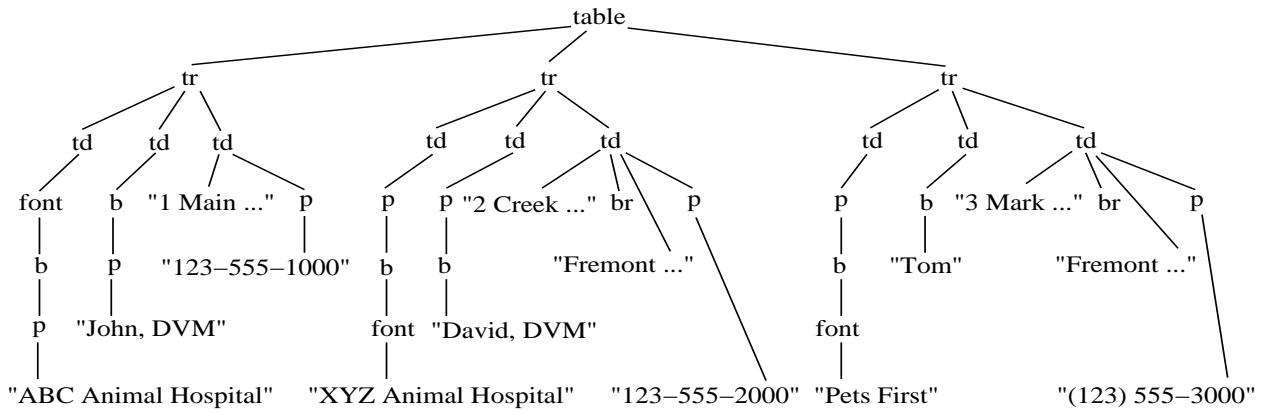 table
tr tr tr
td td td td td td td td td
font b "1 Main ..." p p p "2 Creek ..." br p p b "3 Mark ..." br p
b p "123−555−1000" b b "Fremont ..." b "Tom" "Fremont ..."
p "John, DVM" font "David, DVM" font
"ABC Animal Hospital" "XYZ Animal Hospital" "123−555−2000" "Pets First" "(123) 555−3000"